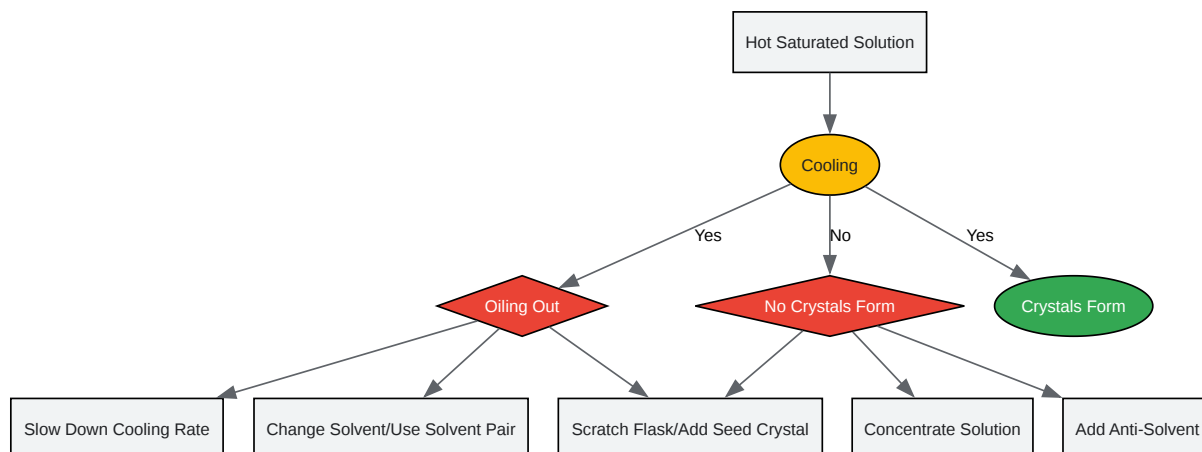 Hot Saturated Solution
Cooling
Yes
No
Yes
Oiling Out
No Crystals Form
Crystals Form
Slow Down Cooling Rate
Change Solvent/Use Solvent Pair
Scratch Flask/Add Seed Crystal
Concentrate Solution
Add Anti-Solvent